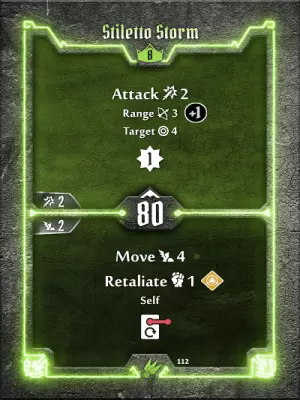 Stiletto Storm
8
Attack 2
Range 3 +1
Target 4
1
2
80
2
Move 4
Retaliate 1
Self
112